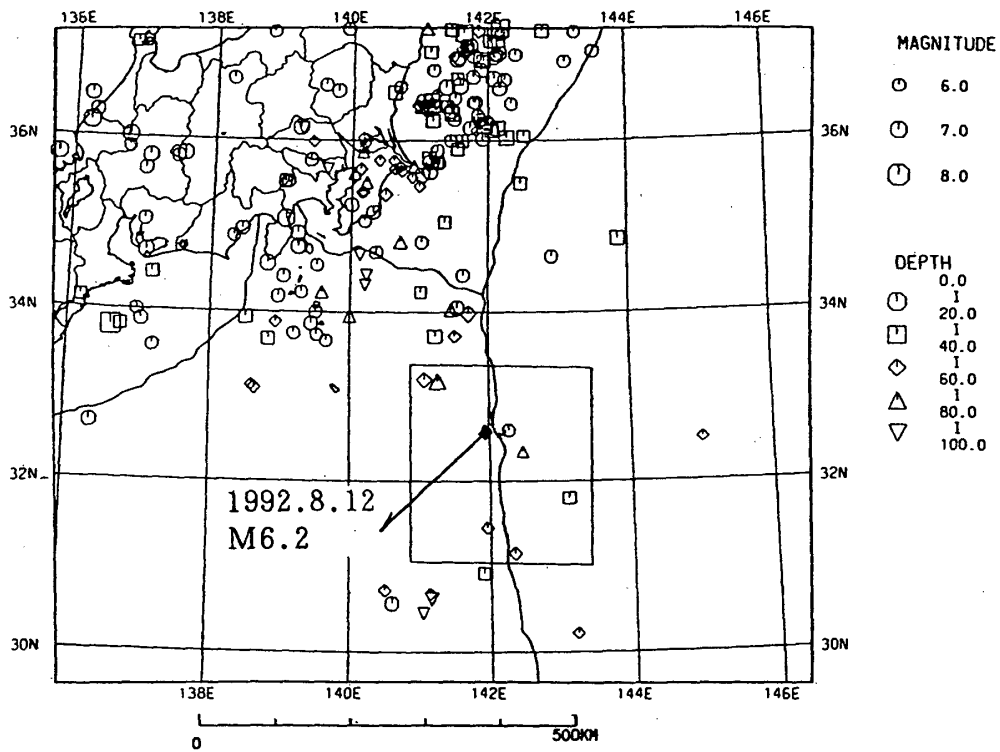 136E 138E 140E 142E 144E 146E
MAGNITUDE
6.0
7.0
8.0
36N 36N
DEPTH
0.0
I
20.0
I
40.0
I
60.0
I
80.0
I
100.0
34N 34N
32N 32N
1992.8.12
M6.2
30N 30N
138E 140E 142E 144E 146E
0 500KM